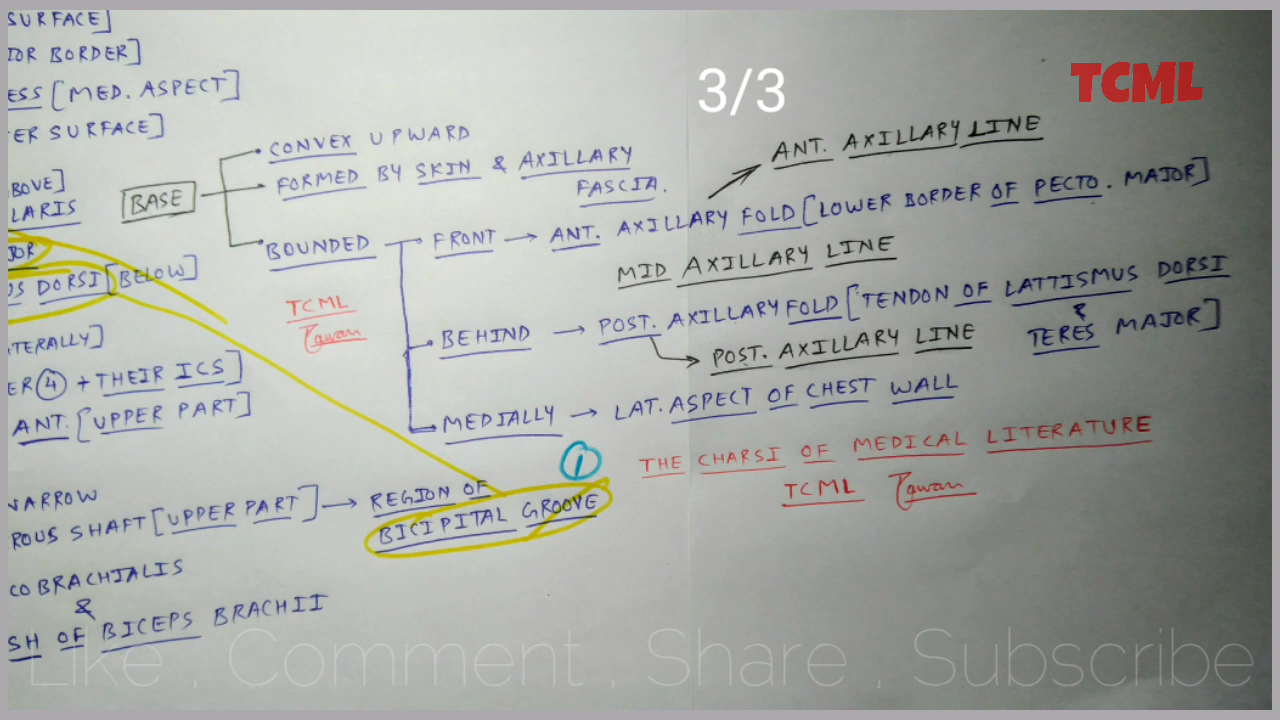 SURFACE]
IOR BORDER]
ESS [MED. ASPECT]
ER SURFACE]
BOVE]
LARIS
JOR
US DORSI [BELOW]
TERALLY]
ER 4 + THEIR ICS]
ANT. [UPPER PART]
NARROW
ROUS SHAFT [UPPER PART] → REGION OF
BICIPITAL GROOVE
COBRACHIALIS
&
SH OF BICEPS BRACHII
3/3
TCML
BASE
CONVEX UPWARD
FORMED BY SKIN & AXILLARY
FASCIA.
ANT. AXILLARY LINE
BOUNDED
FRONT → ANT. AXILLARY FOLD [LOWER BORDER OF PECTO. MAJOR]
MID AXILLARY LINE
TCML
BEHIND → POST. AXILLARY FOLD [TENDON OF LATTISMUS DORSI
&
TERES MAJOR]
POST. AXILLARY LINE
MEDIALLY → LAT. ASPECT OF CHEST WALL
1
THE CHARSI OF MEDICAL LITERATURE
TCML
Like , Comment , Share , Subscribe